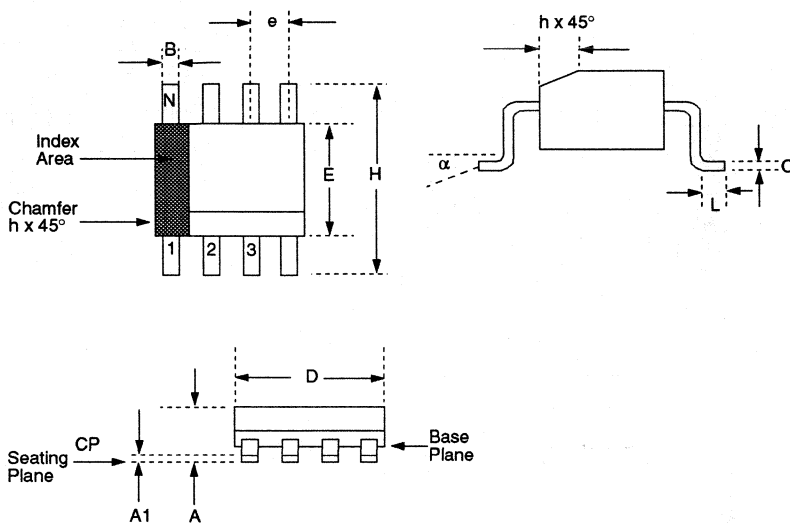 e
B
N
Index
Area
E
H
Chamfer
h x 45°
1
2
3
h x 45°
α
C
L
D
CP
Seating
Plane
Base
Plane
A1
A